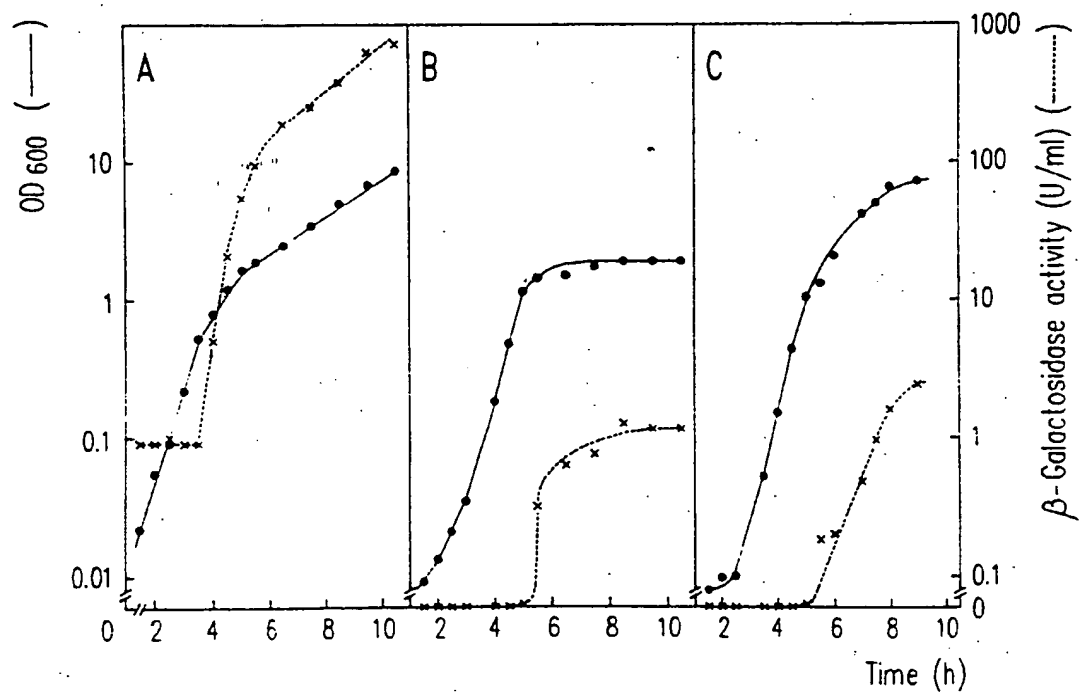 OD 600 (——)
10
1
0.1
0.01
0
A
B
C
2 4 6 8 10
2 4 6 8 10
2 4 6 8 10
1000
100
10
1
0.1
0
β-Galactosidase activity (U/ml) (-----)
Time (h)